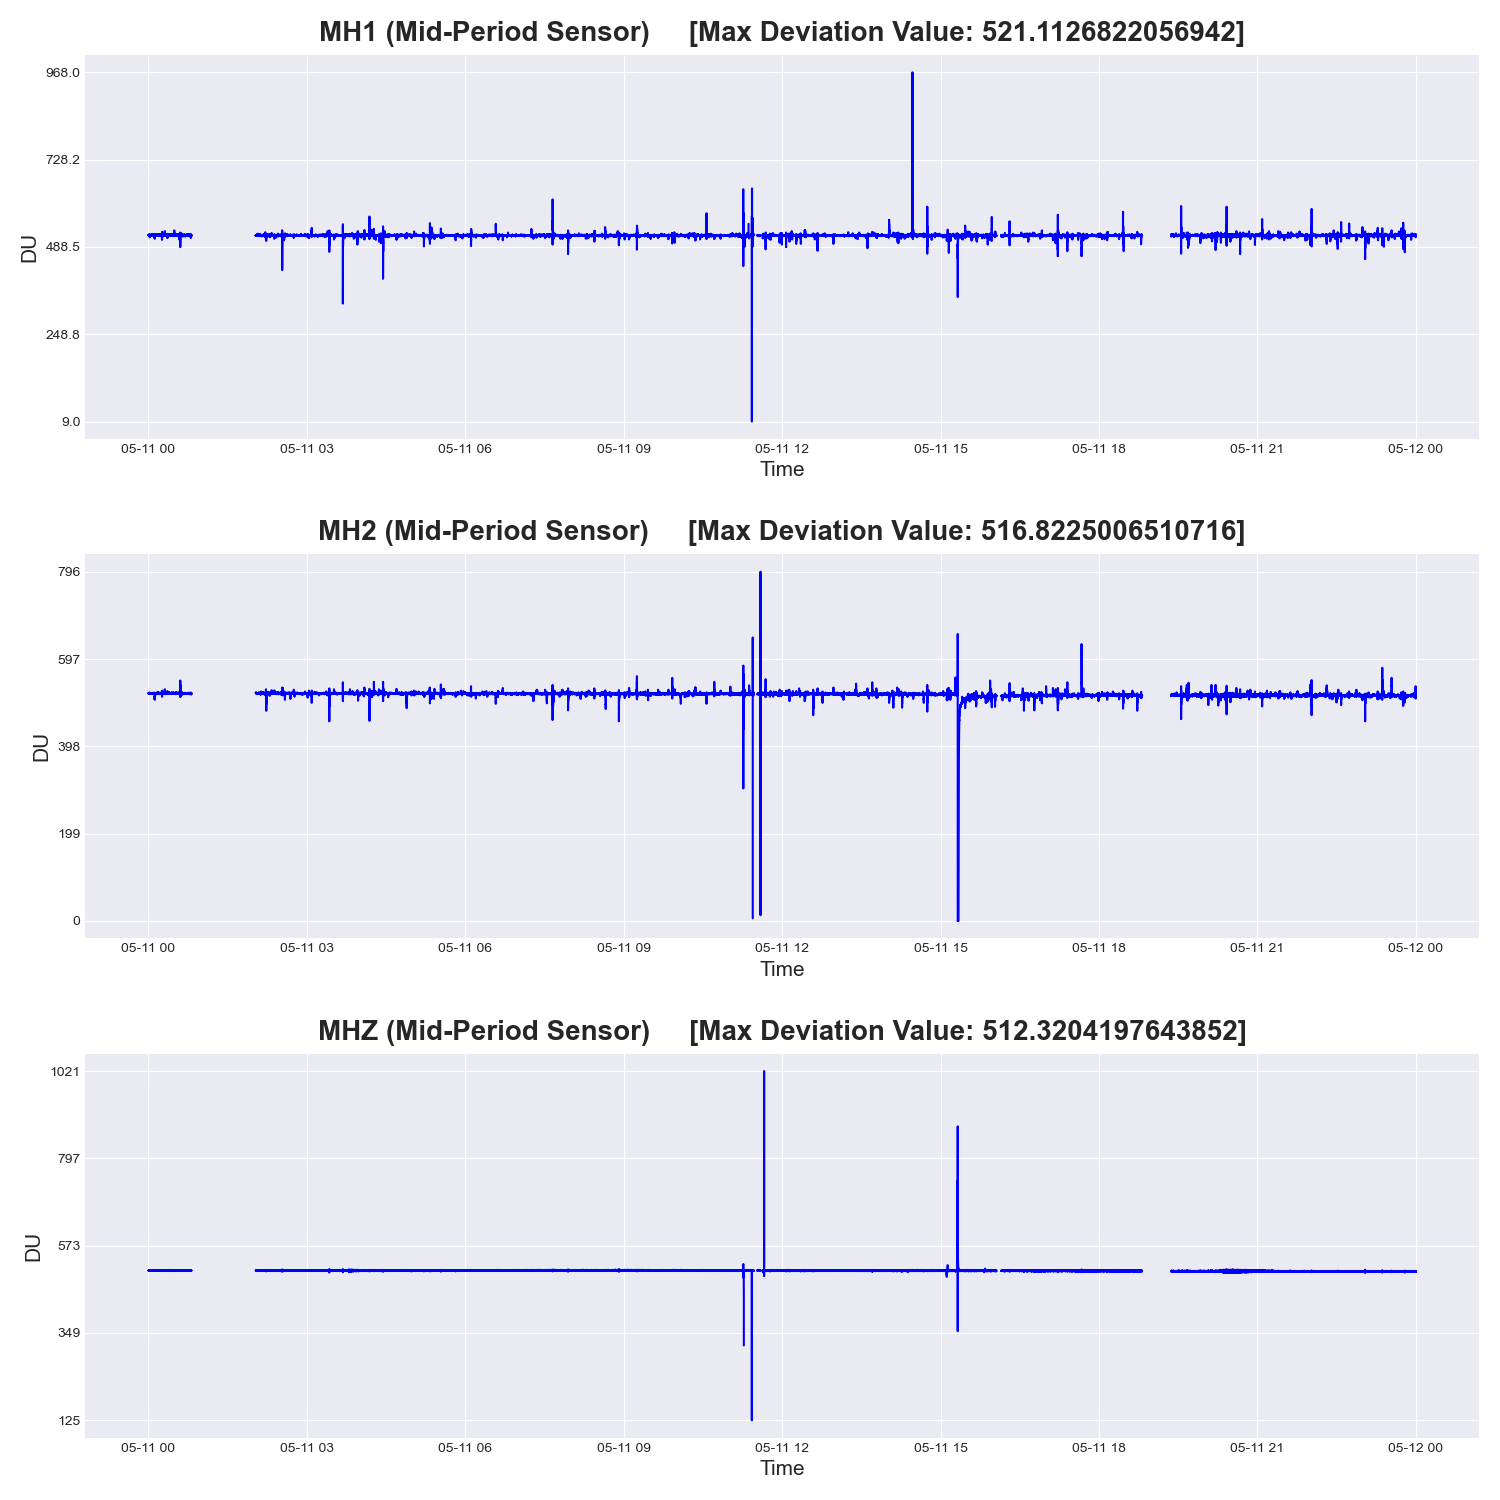 MH1 (Mid-Period Sensor) [Max Deviation Value: 521.1126822056942]
968.0
728.2
488.5
248.8
9.0
DU
05-11 00 05-11 03 05-11 06 05-11 09 05-11 12 05-11 15 05-11 18 05-11 21 05-12 00
Time
MH2 (Mid-Period Sensor) [Max Deviation Value: 516.8225006510716]
796
597
398
199
0
DU
05-11 00 05-11 03 05-11 06 05-11 09 05-11 12 05-11 15 05-11 18 05-11 21 05-12 00
Time
MHZ (Mid-Period Sensor) [Max Deviation Value: 512.3204197643852]
1021
797
573
349
125
DU
05-11 00 05-11 03 05-11 06 05-11 09 05-11 12 05-11 15 05-11 18 05-11 21 05-12 00
Time